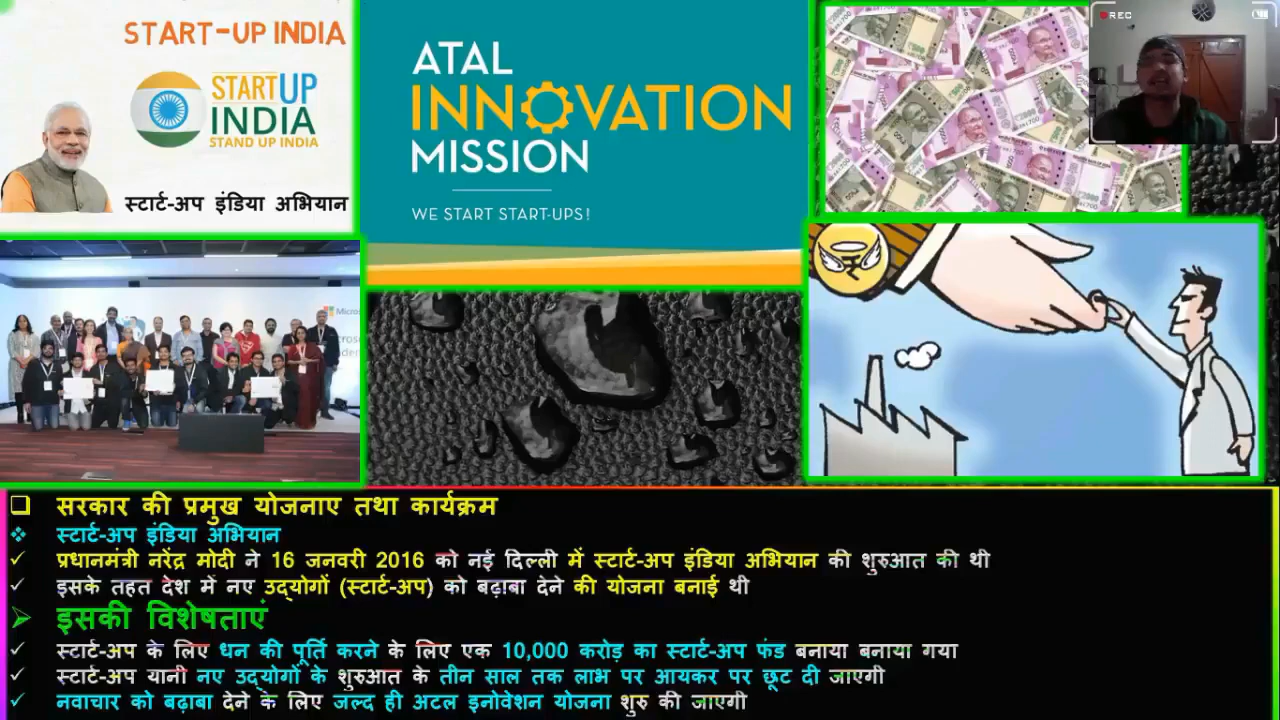 START-UP INDIA
STARTUP
INDIA
STAND UP INDIA
स्टार्ट-अप इंडिया अभियान
ATAL
INNOVATION
MISSION
WE START START-UPS!
REC
सरकार की प्रमुख योजनाए तथा कार्यक्रम
स्टार्ट-अप इंडिया अभियान
प्रधानमंत्री नरेंद्र मोदी ने 16 जनवरी 2016 को नई दिल्ली में स्टार्ट-अप इंडिया अभियान की शुरुआत की थी
इसके तहत देश में नए उद्योगों (स्टार्ट-अप) को बढ़ाबा देने की योजना बनाई थी
इसकी विशेषताएं
स्टार्ट-अप के लिए धन की पूर्ति करने के लिए एक 10,000 करोड़ का स्टार्ट-अप फंड बनाया बनाया गया
स्टार्ट-अप यानी नए उद्योगों के शुरुआत के तीन साल तक लाभ पर आयकर पर छूट दी जाएगी
नवाचार को बढ़ाबा देने के लिए जल्द ही अटल इनोवेशन योजना शुरु की जाएगी